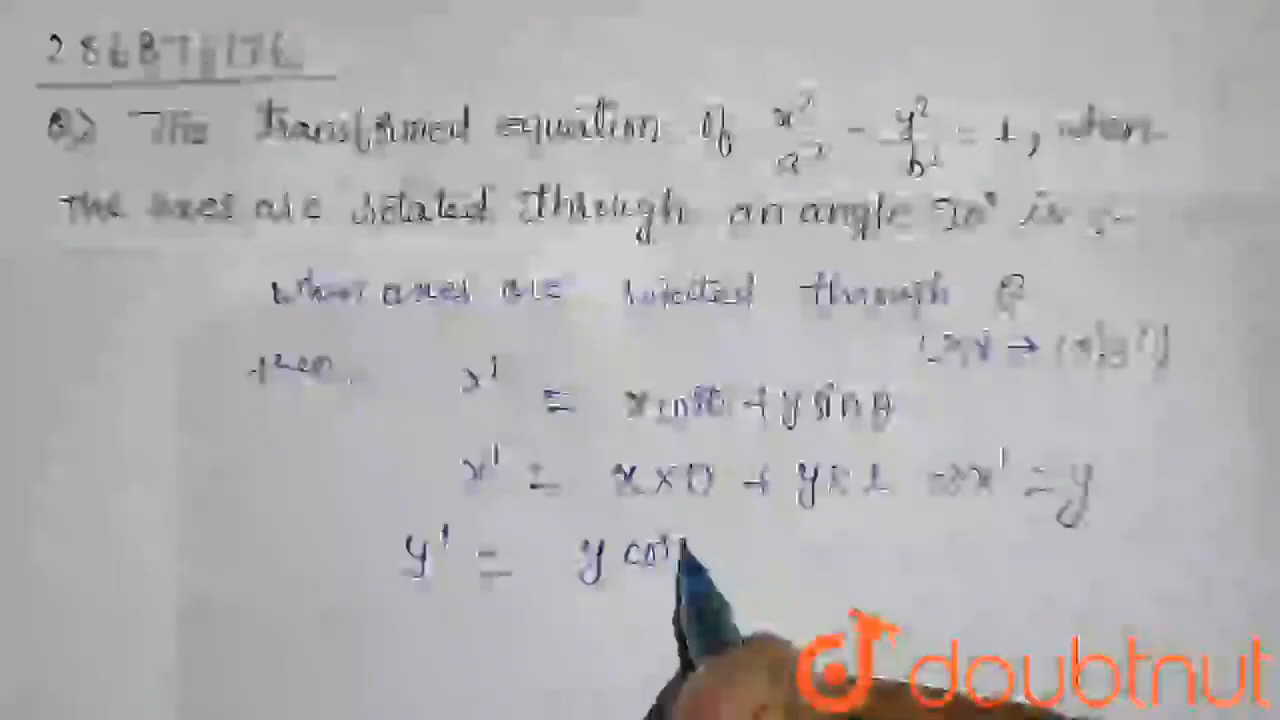 Q) The transformed equation of x²/a² - y²/b² = 1, when
the axes are rotated through an angle 90° is :-
when axes are rotated through θ
(x,y → (x',y')
then, x' = x cosθ + y sinθ
x' = x×0 + y×1 ⇒ x' = y
y' = y cos
doubtnut